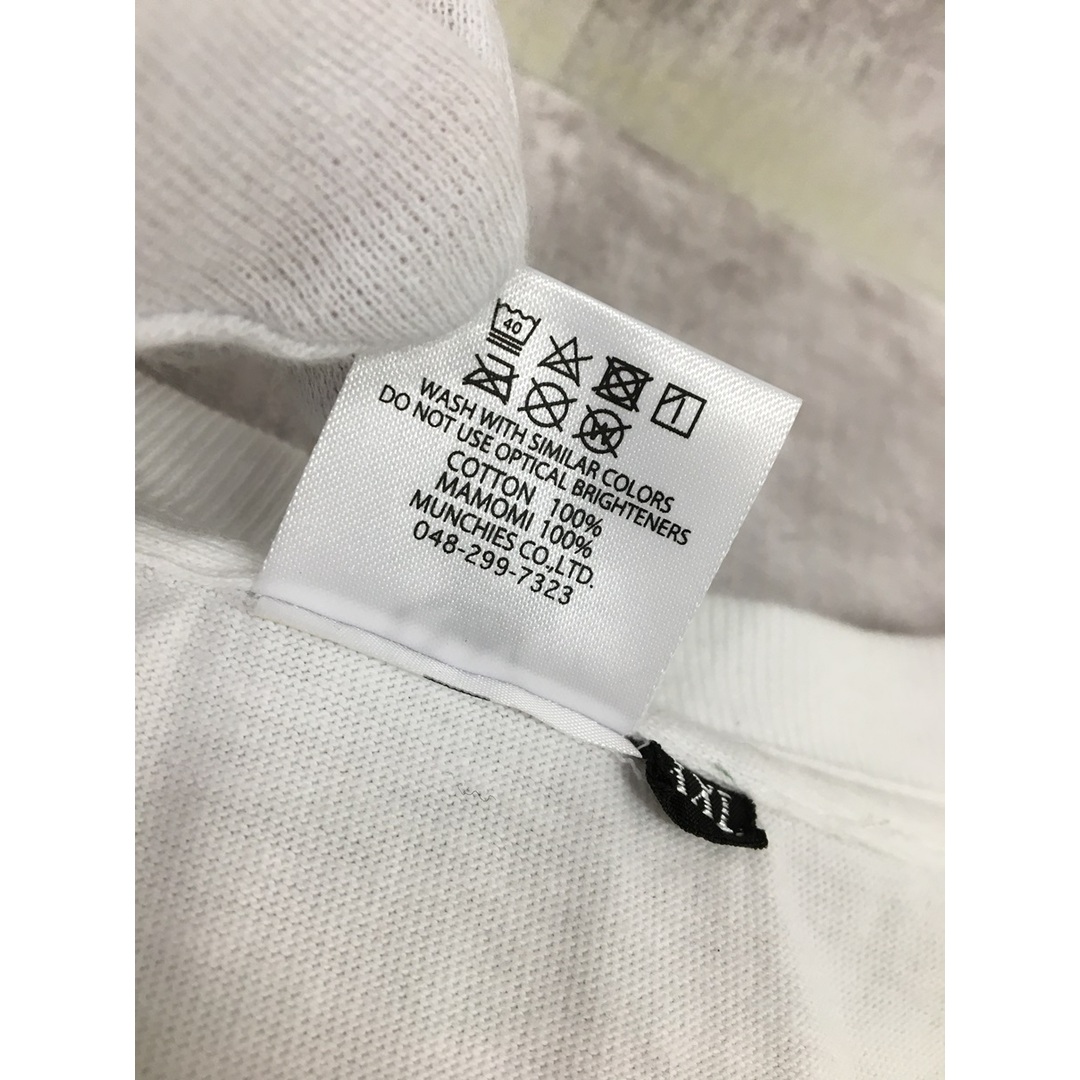 40
W
WASH WITH SIMILAR COLORS
DO NOT USE OPTICAL BRIGHTENERS
COTTON 100%
MAMOMI 100%
MUNCHIES CO.,LTD.
048-299-7323